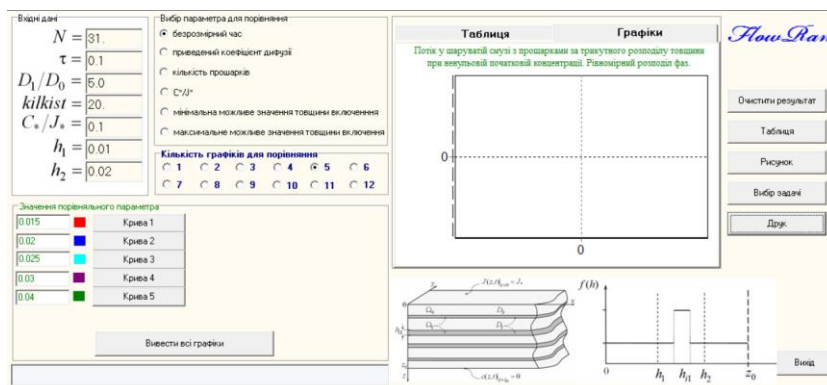 Вхідні дані
N = 31.
τ = 0.1
D₁/D₀ = 5.0
kilkist = 20.
C*/J* = 0.1
h₁ = 0.01
h₂ = 0.02
Вибір параметра для порівняння
безрозмірний час
приведений коефіцієнт дифузії
кількість прошарків
C*/J*
мінімальна можливе значення товщини включенння
максимальне можливе значення товщини включення
Кількість графіків для порівняння
1 2 3 4 5 6
7 8 9 10 11 12
Значення порівняльного параметра
0.015 Крива 1
0.02 Крива 2
0.025 Крива 3
0.03 Крива 4
0.04 Крива 5
Вивести всі графіки
Таблиця Графіки
Потік у шаруватій смузі з прошарками за трикутного розподілу товщини
при ненульовій початковій концентрації. Рівномірний розподіл фаз.
0
0
FlowRan
Очистити результат
Таблиця
Рисунок
Вибір задачі
Друк
f(h)
0 h₁ h₂ z₀
Вихід